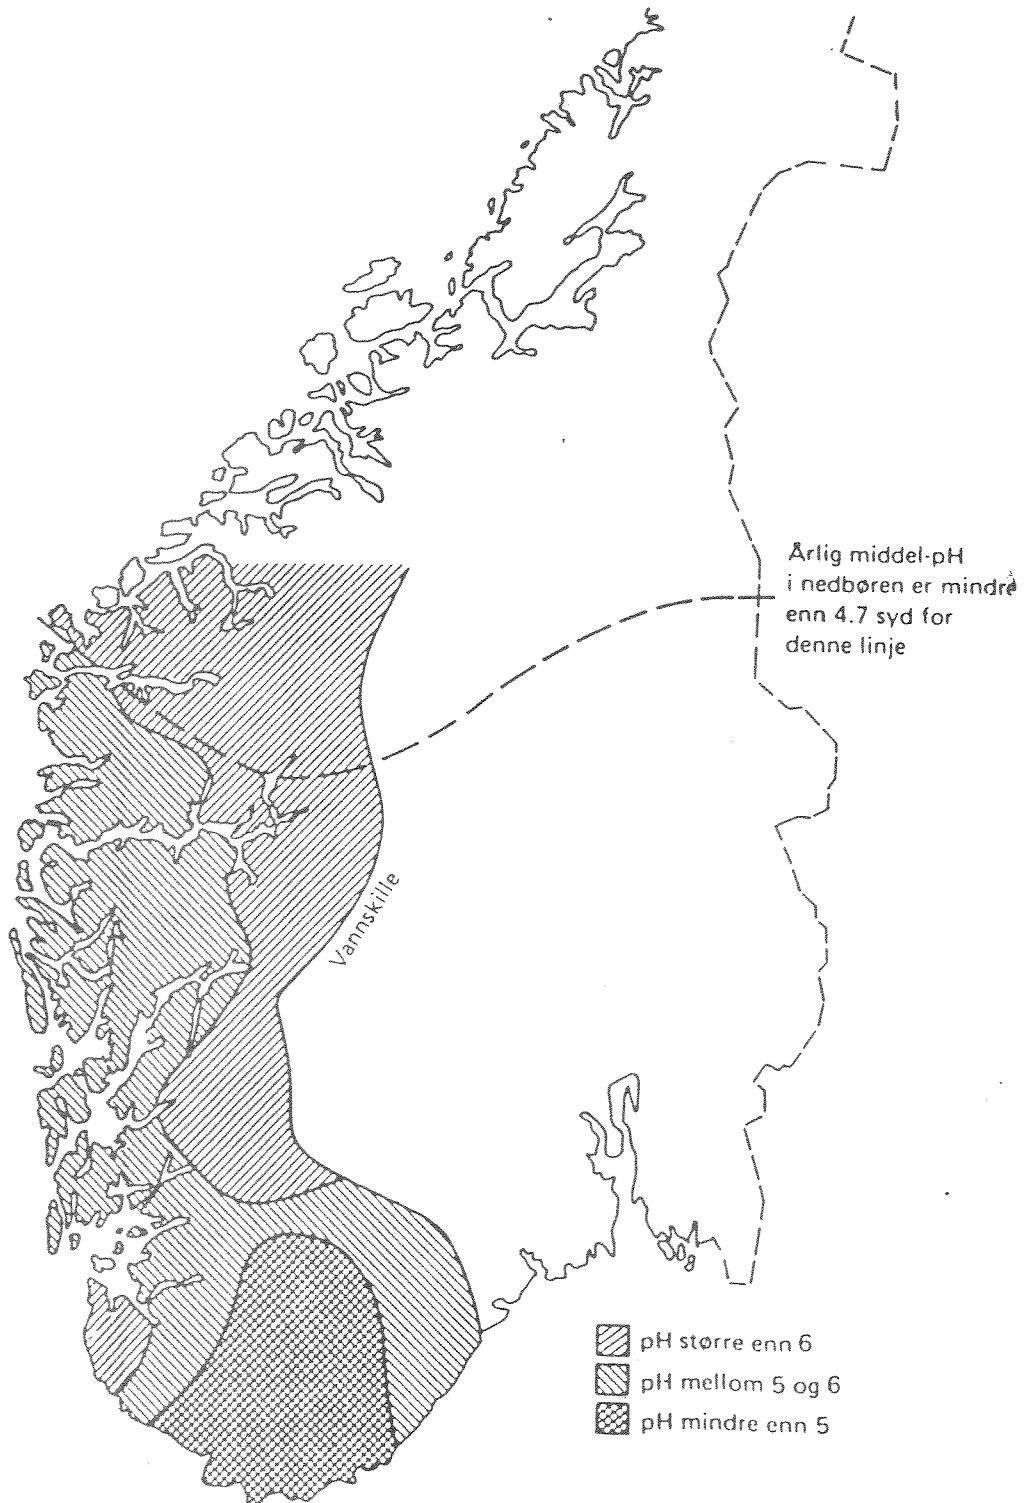 Årlig middel-pH
i nedbøren er mindre
enn 4.7 syd for
denne linje
Vannskille
pH større enn 6
pH mellom 5 og 6
pH mindre enn 5